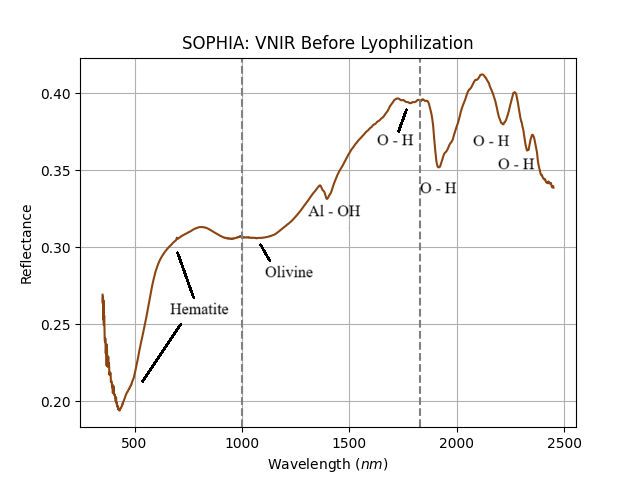 SOPHIA: VNIR Before Lyophilization
0.40
0.35
0.30
0.25
0.20
Reflectance
O - H
O - H
O - H
O - H
Al - OH
Olivine
Hematite
500
1000
1500
2000
2500
Wavelength (nm)